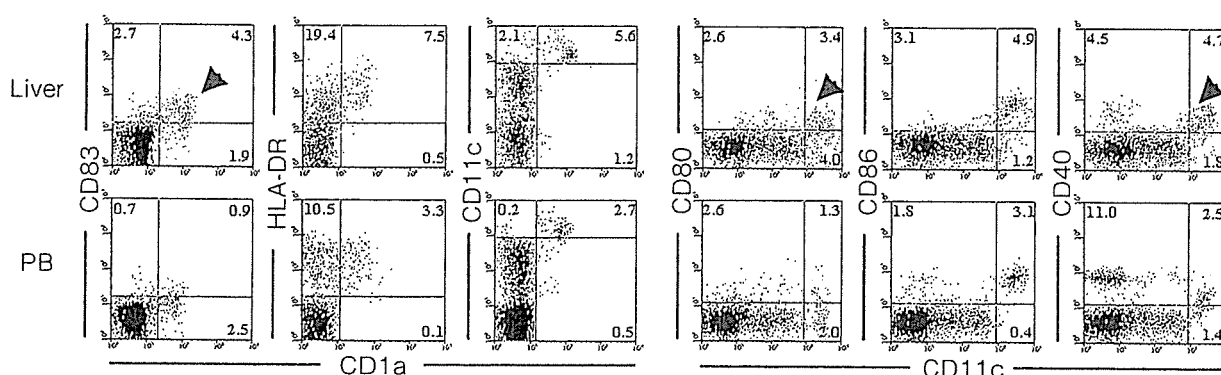 2.7 4.3 19.4 7.5 2.1 5.6 2.6 3.4 3.1 4.9 4.5 4.7
Liver
1.9 0.5 1.2 4.0 1.2 1.8
CD83 HLA-DR CD11c CD80 CD86 CD40
0.7 0.9 10.5 3.3 0.2 2.7 2.6 1.3 1.8 3.1 11.0 2.5
PB
2.5 0.1 0.5 2.0 0.4 1.4
CD1a CD11c